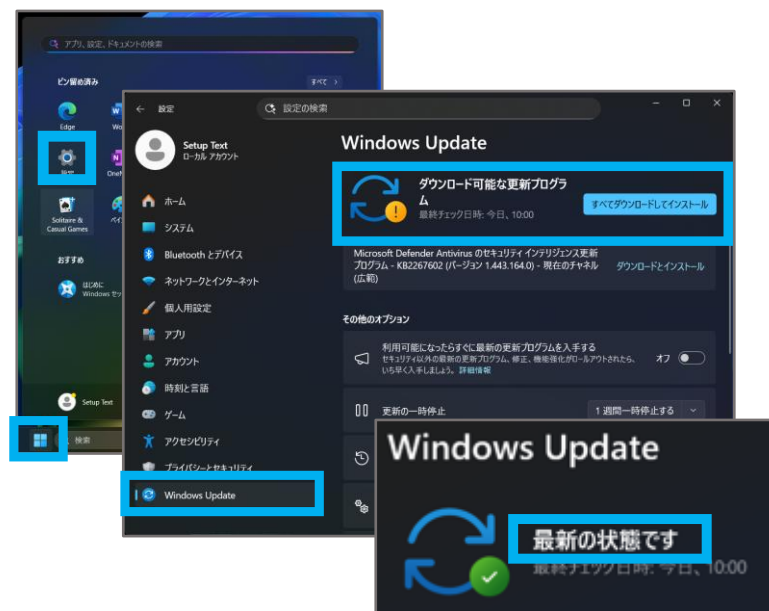 アプリ、設定、ドキュメントの検索
ピン留め済み
すべて >
Edge
設定
Solitaire &
Casual Games
おすすめ
はじめに
Setup Text
検索
← 設定
設定の検索
Setup Text
ローカル アカウント
ホーム
システム
Bluetooth とデバイス
ネットワークとインターネット
個人用設定
アプリ
アカウント
時刻と言語
ゲーム
アクセシビリティ
プライバシーとセキュリティ
Windows Update
Windows Update
ダウンロード可能な更新プログラ
ム
最終チェック日時: 今日、10:00
すべてダウンロードしてインストール
Microsoft Defender Antivirus のセキュリティ インテリジェンス更新
プログラム - KB2267602 (バージョン 1.443.164.0) - 現在のチャネル
(広範)
ダウンロードとインストール
その他のオプション
利用可能になったらすぐに最新の更新プログラムを入手する
セキュリティ以外の最新の更新プログラム、修正、機能強化がロールアウトされたら、
いち早く入手しましょう。 詳細情報
オフ
更新の一時停止
1 週間一時停止する
Windows Update
最新の状態です
最終チェック日時: 今日、10:00